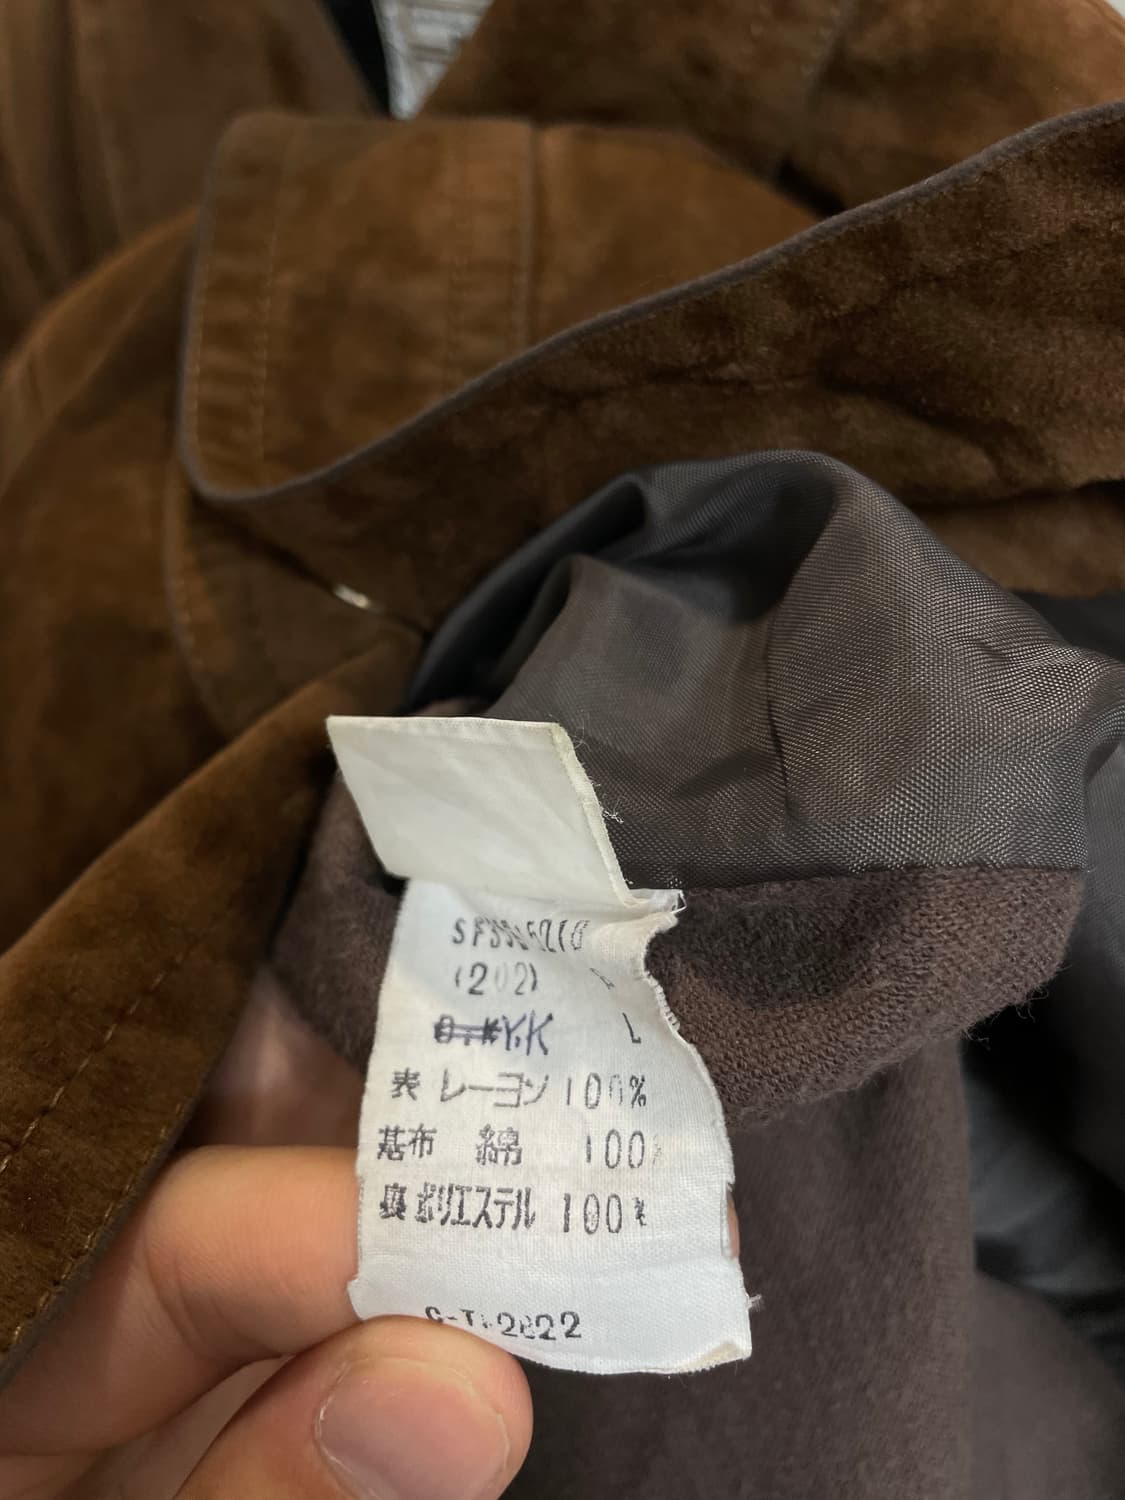 (202)
Y.K L
表 レーヨン 100%
基布 綿 100%
裏 ポリエステル 100%